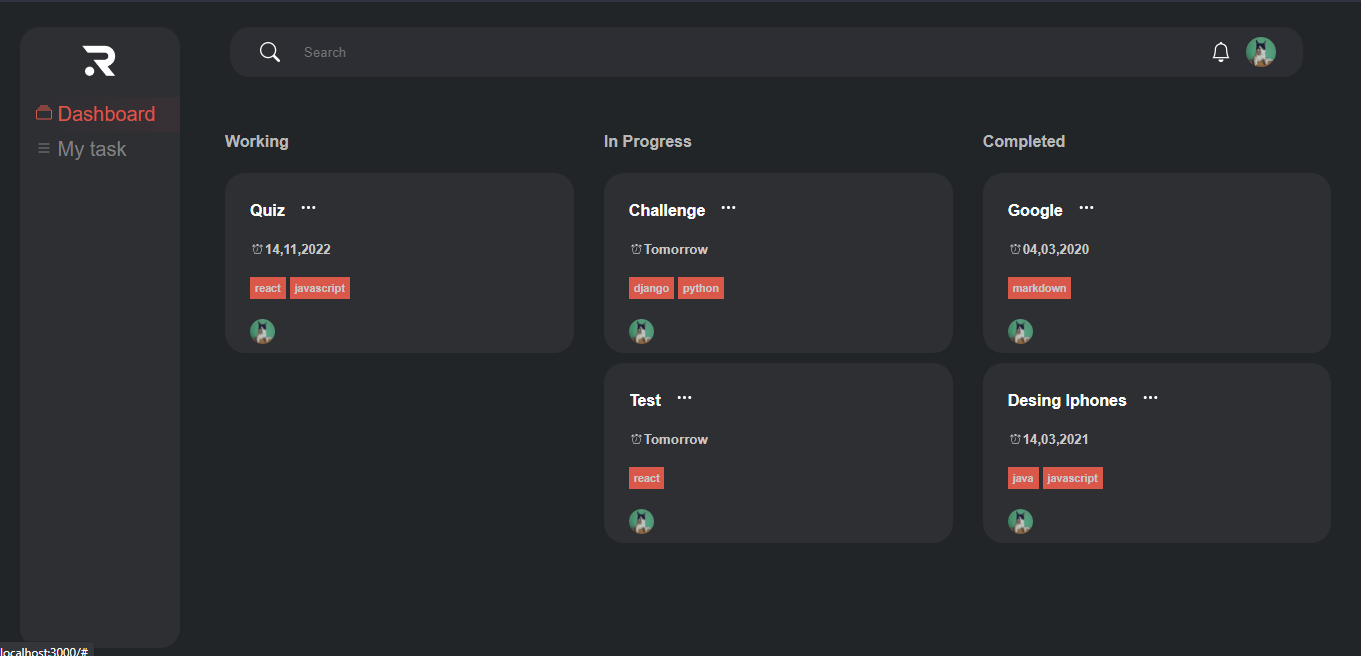 Search
Dashboard
My task
Working
Quiz ...
14,11,2022
react javascript
In Progress
Challenge ...
Tomorrow
django python
Test ...
Tomorrow
react
Completed
Google ...
04,03,2020
markdown
Desing Iphones ...
14,03,2021
java javascript
localhost:3000/#